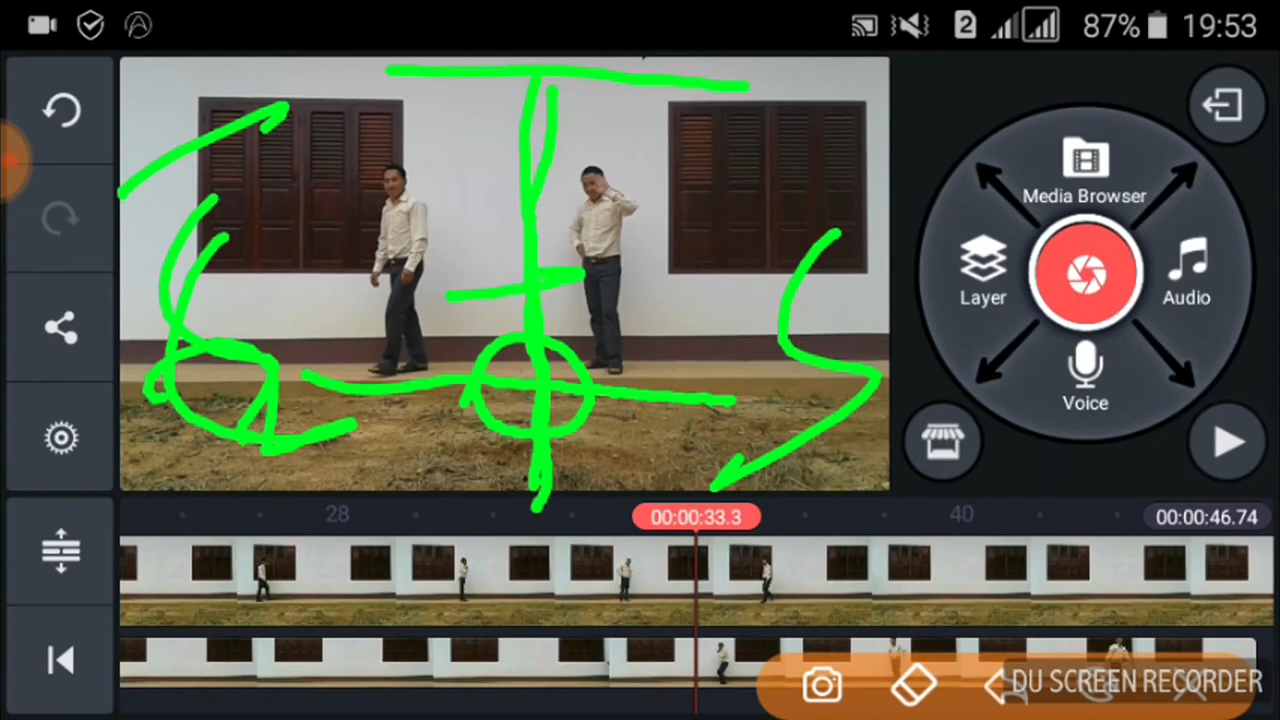 2 87% 19:53
Media Browser
Layer
Audio
Voice
28
00:00:33.3
40
00:00:46.74
DU SCREEN RECORDER